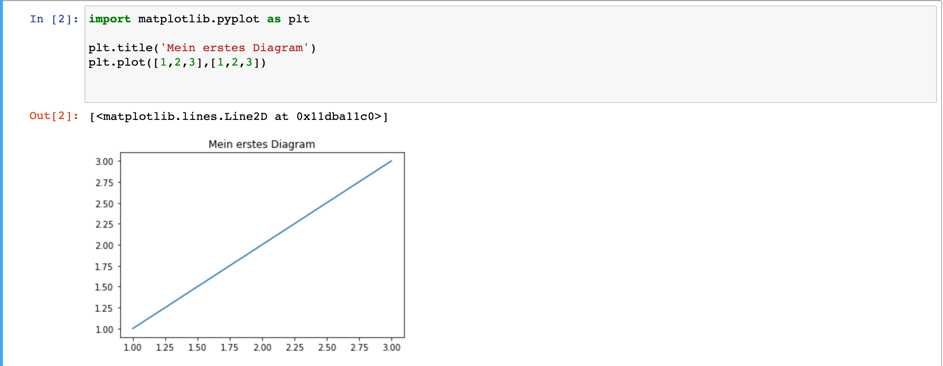 In [2]: import matplotlib.pyplot as plt
plt.title('Mein erstes Diagram')
plt.plot([1,2,3],[1,2,3])
Out[2]: [<matplotlib.lines.Line2D at 0x11dba11c0>]
Mein erstes Diagram
3.00
2.75
2.50
2.25
2.00
1.75
1.50
1.25
1.00
1.00 1.25 1.50 1.75 2.00 2.25 2.50 2.75 3.00